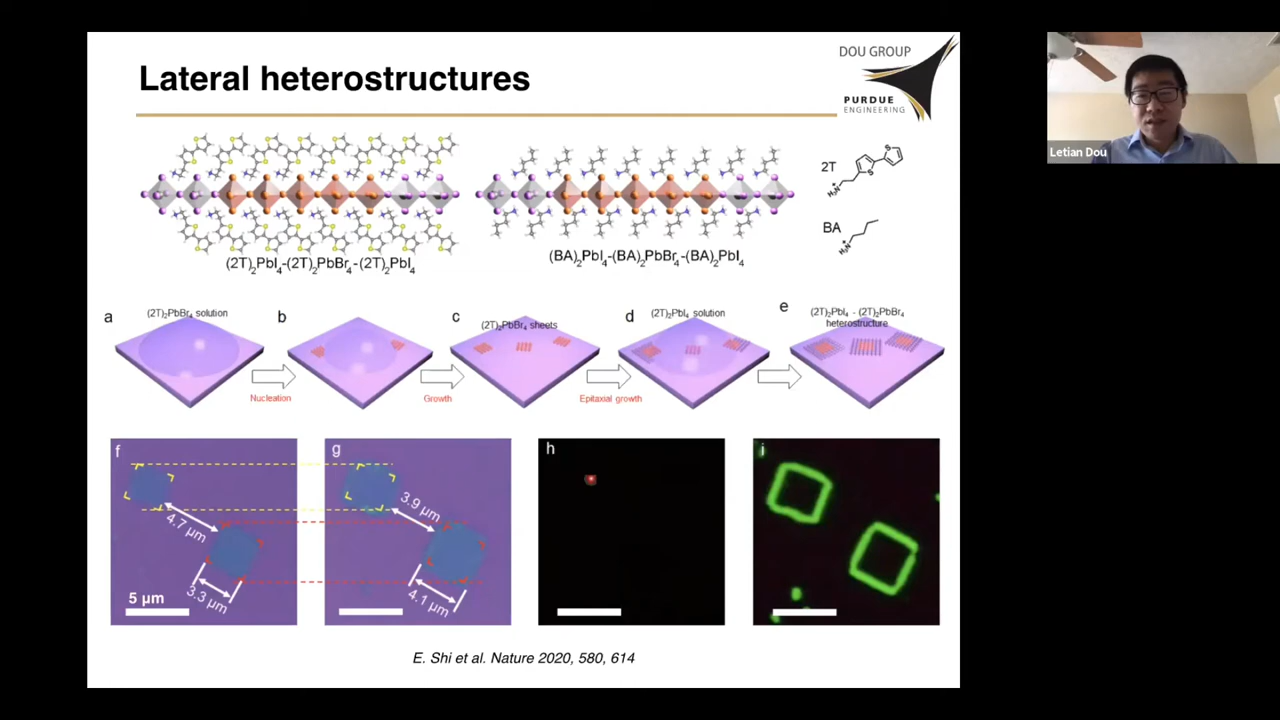 Lateral heterostructures
DOU GROUP
PURDUE
ENGINEERING
Letian Dou
2T
H₃N⁺
S
S
BA
H₃N⁺
(2T)₂PbI₄-(2T)₂PbBr₄-(2T)₂PbI₄
(BA)₂PbI₄-(BA)₂PbBr₄-(BA)₂PbI₄
a
(2T)₂PbBr₄ solution
b
c
(2T)₂PbBr₄ sheets
d
(2T)₂PbI₄ solution
e
(2T)₂PbI₄ - (2T)₂PbBr₄
heterostructure
Nucleation
Growth
Epitaxial growth
f
4.7 µm
3.3 µm
5 µm
g
3.9 µm
4.1 µm
h
i
E. Shi et al. Nature 2020, 580, 614